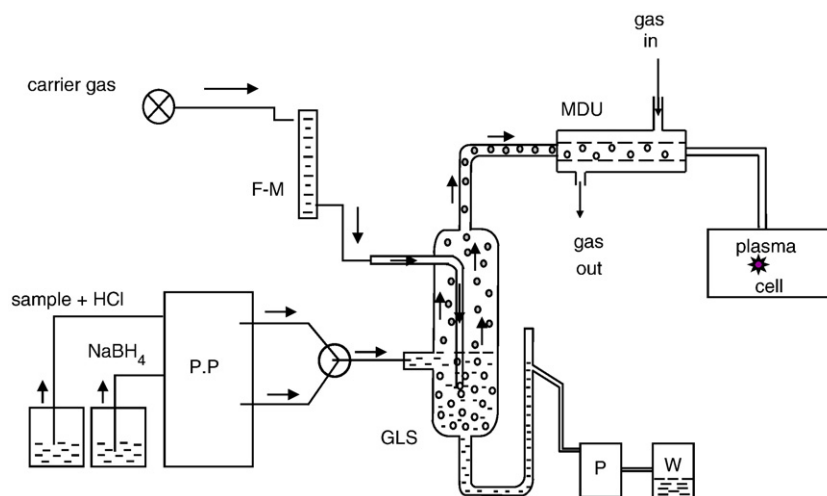 gas
in
carrier gas
MDU
F-M
gas
out
plasma
cell
sample + HCl
NaBH₄
P.P
GLS
P
W